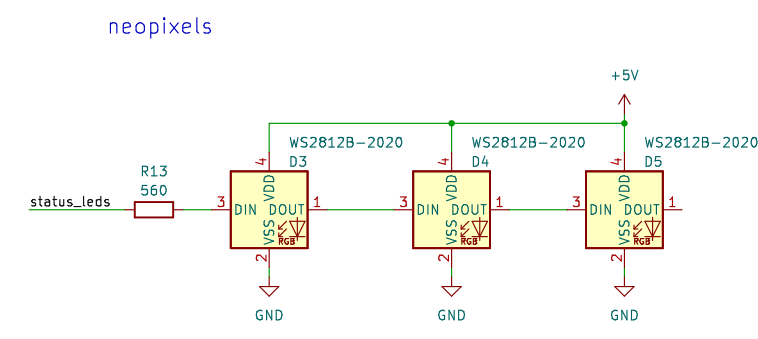 neopixels
+5V
WS2812B-2020
D3
WS2812B-2020
D4
WS2812B-2020
D5
R13
560
status_leds
4
VDD
3
DIN
DOUT
1
VSS
RGB
2
GND
4
VDD
3
DIN
DOUT
1
VSS
RGB
2
GND
4
VDD
3
DIN
DOUT
1
VSS
RGB
2
GND